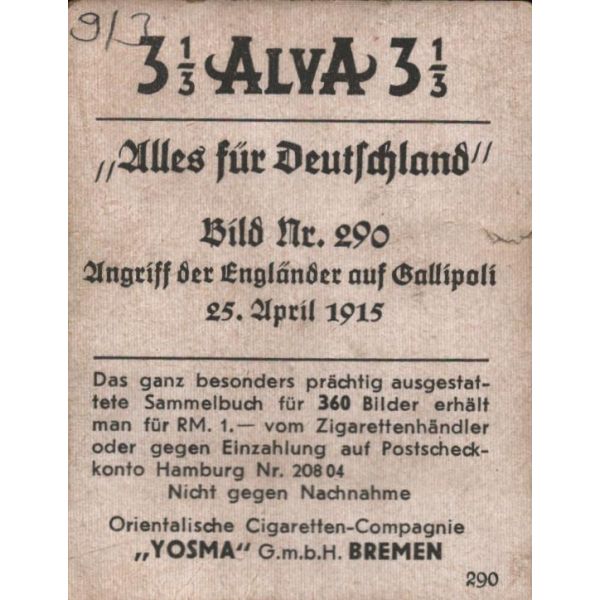 9/3
3 1/3 ALVA 3 1/3
„Alles für Deutschland"
Bild Nr. 290
Angriff der Engländer auf Gallipoli
25. April 1915
Das ganz besonders prächtig ausgestat-
tete Sammelbuch für 360 Bilder erhält
man für RM. 1.— vom Zigarettenhändler
oder gegen Einzahlung auf Postscheck-
konto Hamburg Nr. 208 04
Nicht gegen Nachnahme
Orientalische Cigaretten-Compagnie
„YOSMA" G.m.b.H. BREMEN
290